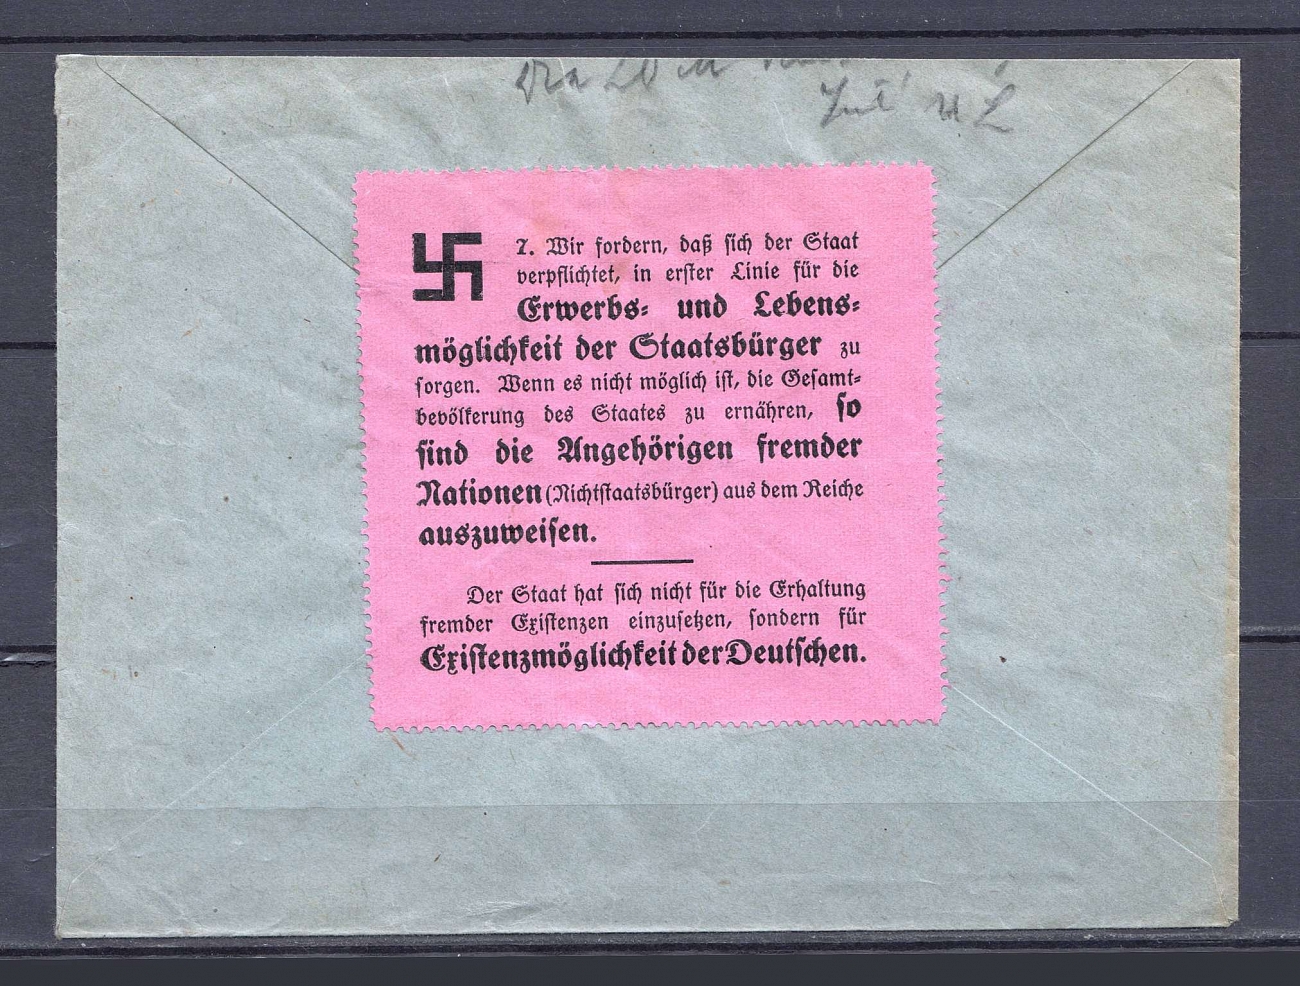 7. Wir fordern, daß sich der Staat
verpflichtet, in erster Linie für die
Erwerbs- und Lebens-
möglichkeit der Staatsbürger zu
sorgen. Wenn es nicht möglich ist, die Gesamt-
bevölkerung des Staates zu ernähren, so
sind die Angehörigen fremder
Nationen (Nichtstaatsbürger) aus dem Reiche
auszuweisen.
Der Staat hat sich nicht für die Erhaltung
fremder Existenzen einzusetzen, sondern für
Existenzmöglichkeit der Deutschen.